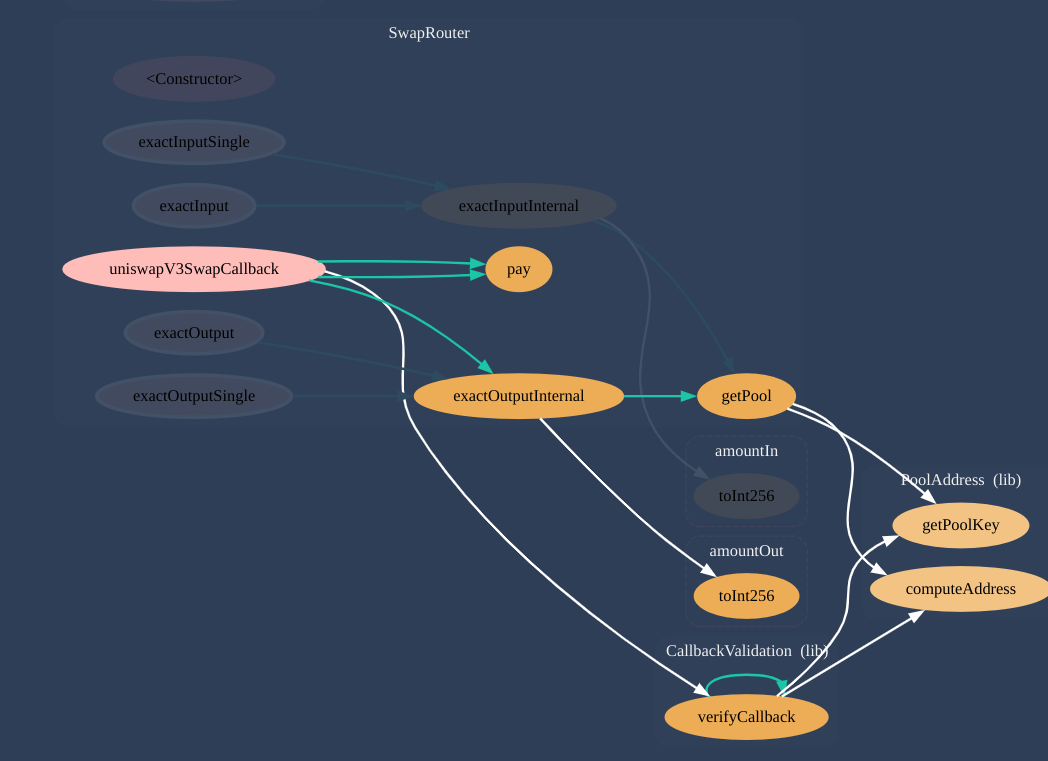 SwapRouter
<Constructor>
exactInputSingle
exactInput
exactInputInternal
uniswapV3SwapCallback
pay
exactOutput
exactOutputSingle
exactOutputInternal
getPool
amountIn
toInt256
PoolAddress (lib)
getPoolKey
amountOut
toInt256
computeAddress
CallbackValidation (lib)
verifyCallback